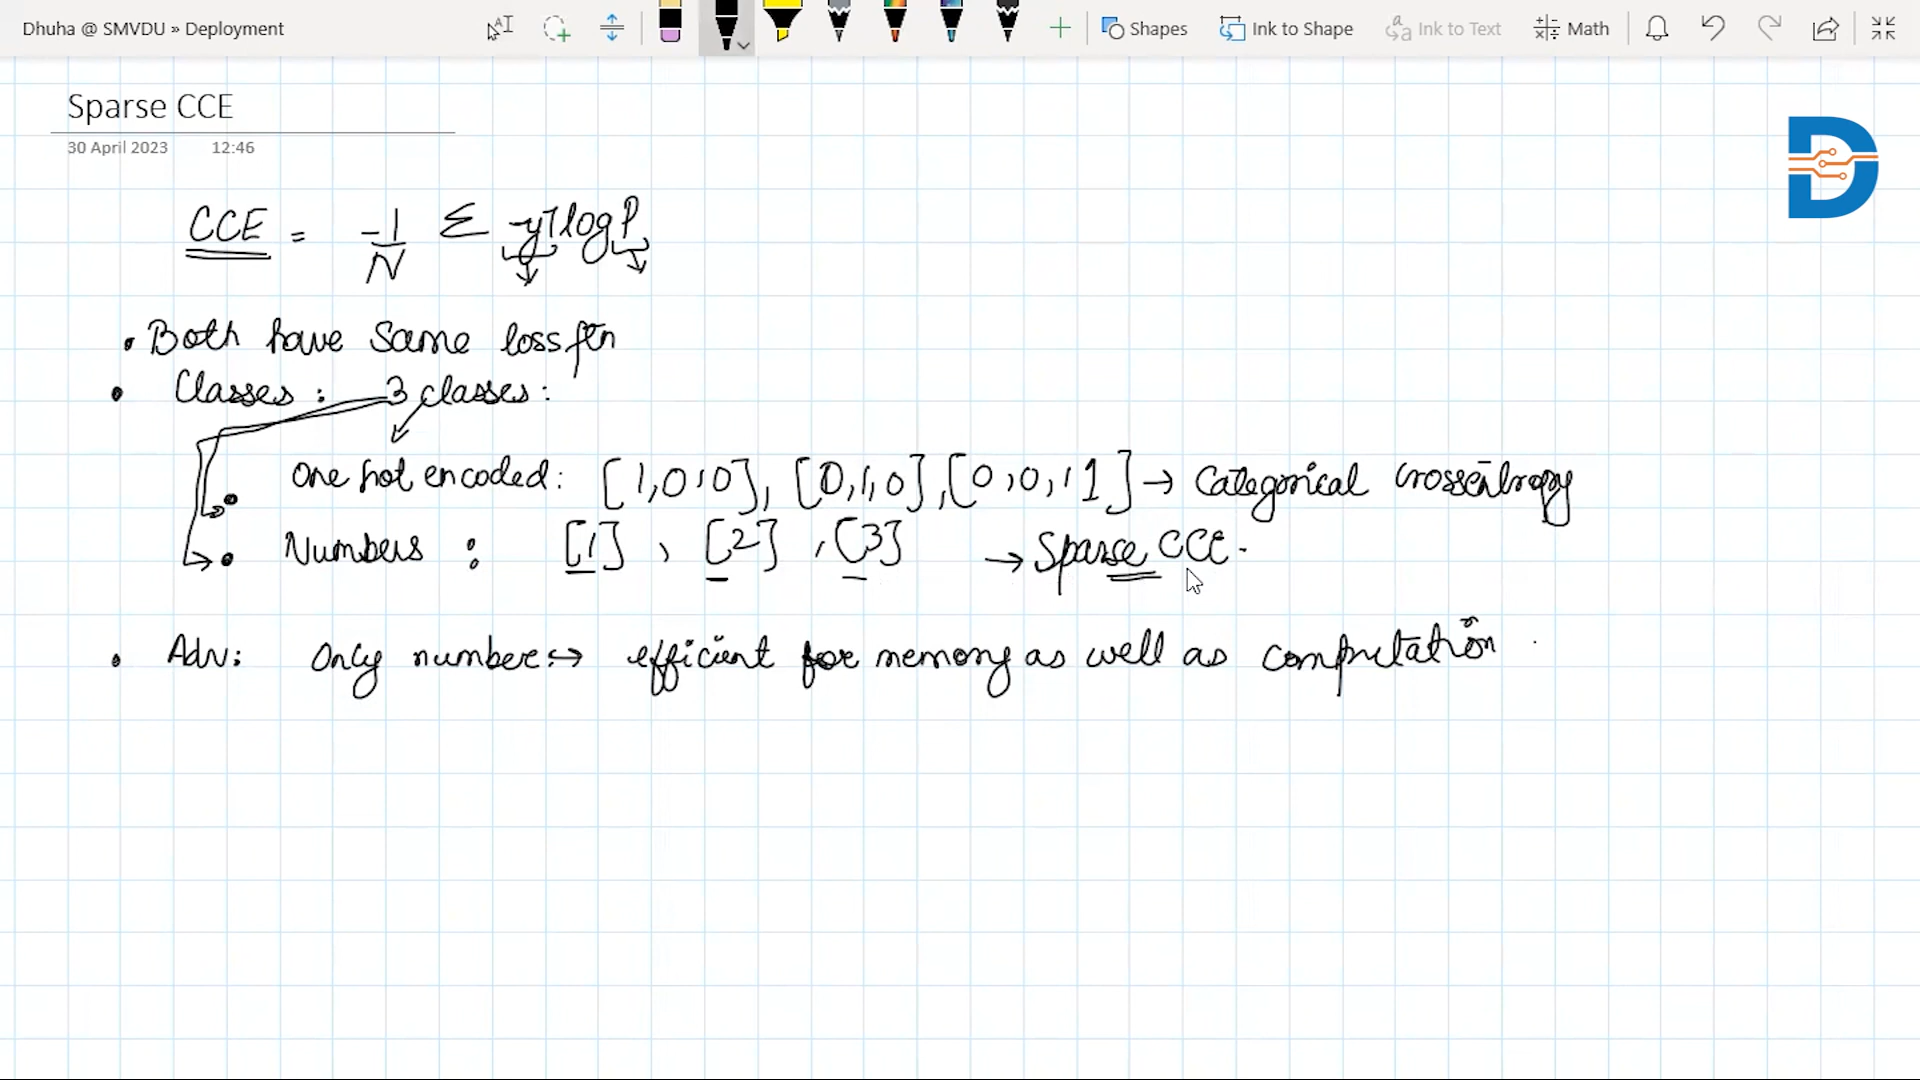 Dhuha @ SMVDU » Deployment
Shapes
Ink to Shape
Ink to Text
Math
Sparse CCE
30 April 2023 12:46
CCE = -1/N Σ -yT log P
• Both have same loss ftn
• Classes : 3 classes :
One hot encoded : [1,0,0], [0,1,0], [0,0,1] → Categorical Crossentropy
• Numbers : [1] , [2] , [3] → Sparse CCE.
• Adv: Only number: → efficient for memory as well as computation .
D